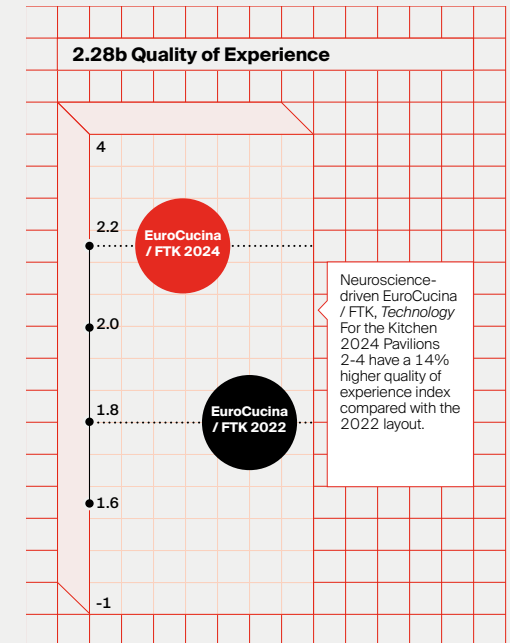 2.28b Quality of Experience
4
2.2
EuroCucina
/ FTK 2024
2.0
1.8
EuroCucina
/ FTK 2022
1.6
-1
Neuroscience-
driven EuroCucina
/ FTK, Technology
For the Kitchen
2024 Pavilions
2-4 have a 14%
higher quality of
experience index
compared with the
2022 layout.